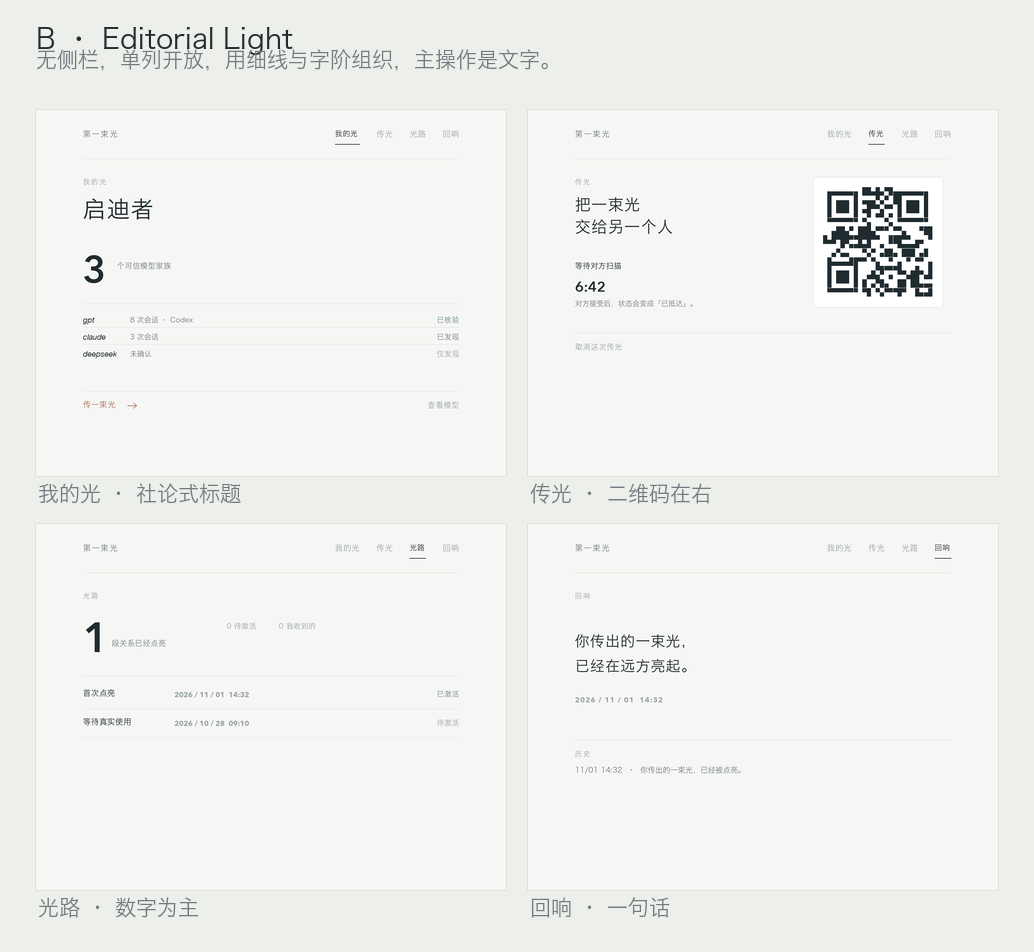 B · Editorial Light
无侧栏，单列开放，用细线与字阶组织，主操作是文字。
第一束光 我的光 传光 光路 回响
我的光
启迪者
3 个可信模型家族
gpt 8 次会话 · Codex 已核验
claude 3 次会话 已发现
deepseek 未确认 仅发现
传一束光 → 查看模型
我的光 · 社论式标题
第一束光 我的光 传光 光路 回响
传光
把一束光
交给另一个人
等待对方扫描
6:42
对方接受后，状态会变成「已抵达」。
取消这次传光
传光 · 二维码在右
第一束光 我的光 传光 光路 回响
光路
1 段关系已经点亮 0 待激活 0 我收到的
首次点亮 2026 / 11 / 01 14:32 已激活
等待真实使用 2026 / 10 / 28 09:10 待激活
光路 · 数字为主
第一束光 我的光 传光 光路 回响
回响
你传出的一束光，
已经在远方亮起。
2026 / 11 / 01 14:32
历史
11/01 14:32 · 你传出的一束光，已经被点亮。
回响 · 一句话